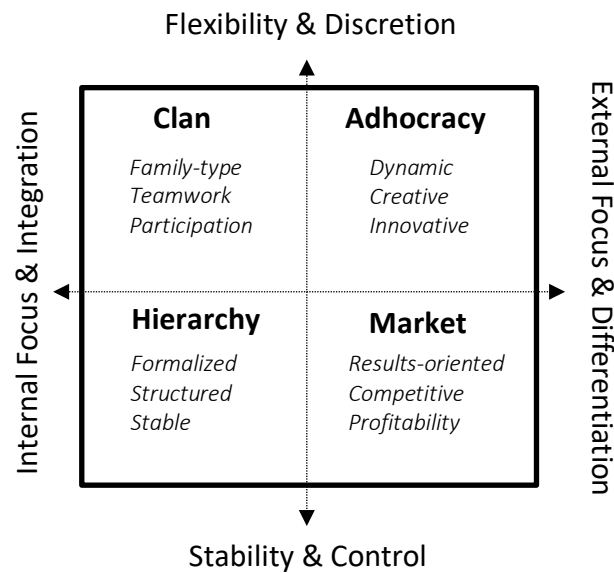 Flexibility & Discretion
Internal Focus & Integration
External Focus & Differentiation
Clan
Family-type
Teamwork
Participation
Adhocracy
Dynamic
Creative
Innovative
Hierarchy
Formalized
Structured
Stable
Market
Results-oriented
Competitive
Profitability
Stability & Control